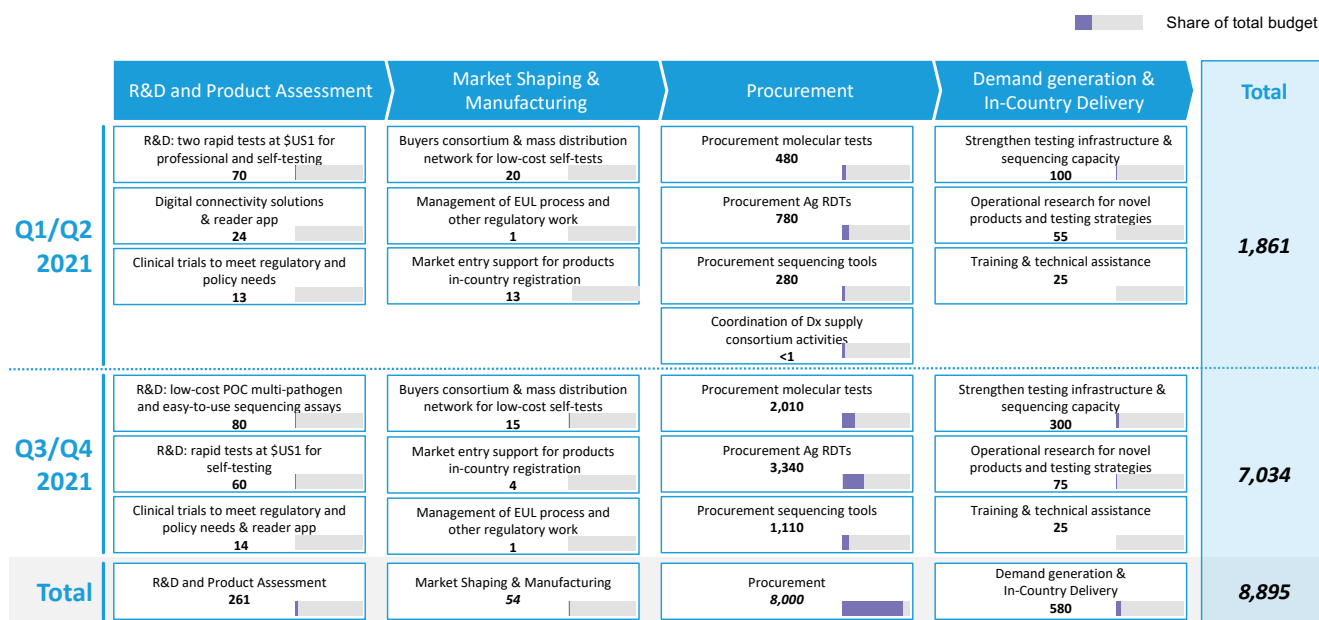 Share of total budget
R&D and Product Assessment
Market Shaping &
Manufacturing
Procurement
Demand generation &
In-Country Delivery
Total
Q1/Q2
2021
R&D: two rapid tests at $US1 for
professional and self-testing
70
Buyers consortium & mass distribution
network for low-cost self-tests
20
Procurement molecular tests
480
Strengthen testing infrastructure &
sequencing capacity
100
Digital connectivity solutions
& reader app
24
Management of EUL process and
other regulatory work
1
Procurement Ag RDTs
780
Operational research for novel
products and testing strategies
55
Clinical trials to meet regulatory and
policy needs
13
Market entry support for products
in-country registration
13
Procurement sequencing tools
280
Training & technical assistance
25
Coordination of Dx supply
consortium activities
<1
1,861
Q3/Q4
2021
R&D: low-cost POC multi-pathogen
and easy-to-use sequencing assays
80
Buyers consortium & mass distribution
network for low-cost self-tests
15
Procurement molecular tests
2,010
Strengthen testing infrastructure &
sequencing capacity
300
R&D: rapid tests at $US1 for
self-testing
60
Market entry support for products
in-country registration
4
Procurement Ag RDTs
3,340
Operational research for novel
products and testing strategies
75
Clinical trials to meet regulatory and
policy needs & reader app
14
Management of EUL process and
other regulatory work
1
Procurement sequencing tools
1,110
Training & technical assistance
25
7,034
Total
R&D and Product Assessment
261
Market Shaping & Manufacturing
54
Procurement
8,000
Demand generation &
In-Country Delivery
580
8,895